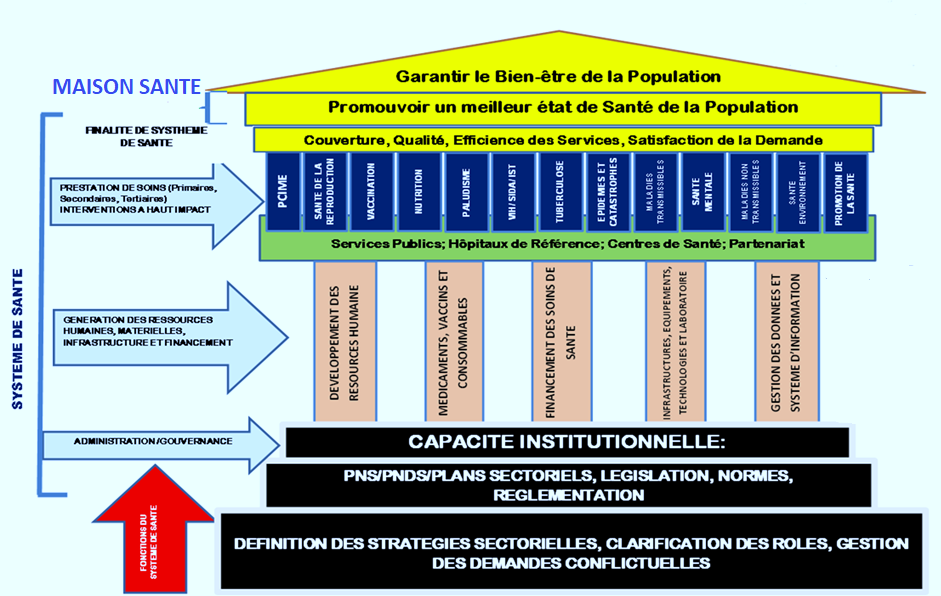 Garantir le Bien-être de la Population
MAISON SANTE
Promouvoir un meilleur état de Santé de la Population
FINALITE DE SYSTHEME
DE SANTE
Couverture, Qualité, Efficience des Services, Satisfaction de la Demande
PRESTATION DE SOINS (Primaires,
Secondaires, Tertiaires)
INTERVENTIONS A HAUT IMPACT
PCIME
SANTE DE LA
REPRODUCTION
VACCINATION
NUTRITION
PALUDISME
VIH/ SIDA/IST
TUBERCULOSE
EPIDEMES ET
CATASTROPHES
MALADIES
TRANSMISSIBLES
SANTE
MENTALE
MALADIES NON
TRANSMISSIBLES
SANTE
ENVIRONNEMENT
PROMOTION DE
LA SANTE
Services Publics; Hôpitaux de Référence; Centres de Santé; Partenariat
SYSTEME DE SANTE
GENERATION DES RESSOURCES
HUMAINES, MATERIELLES,
INFRASTRUCTURE ET FINANCEMENT
DEVELOPPEMENT DES
RESOURCES HUMAINE
MEDICAMENTS, VACCINS ET
CONSOMMABLES
FINANCEMENT DES SOINS DE
SANTE
INFRASTRUCTURES, EQUIPEMENTS,
TECHNOLOGIES ET LABORATOIRE
GESTION DES DONNEES ET
SYSTEME D'INFORMATION
ADMINISTRATION /GOUVERNANCE
CAPACITE INSTITUTIONNELLE:
PNS/PNDS/PLANS SECTORIELS, LEGISLATION, NORMES,
REGLEMENTATION
FONCTIONS DU
SYSTEME DE SANTE
DEFINITION DES STRATEGIES SECTORIELLES, CLARIFICATION DES ROLES, GESTION
DES DEMANDES CONFLICTUELLES